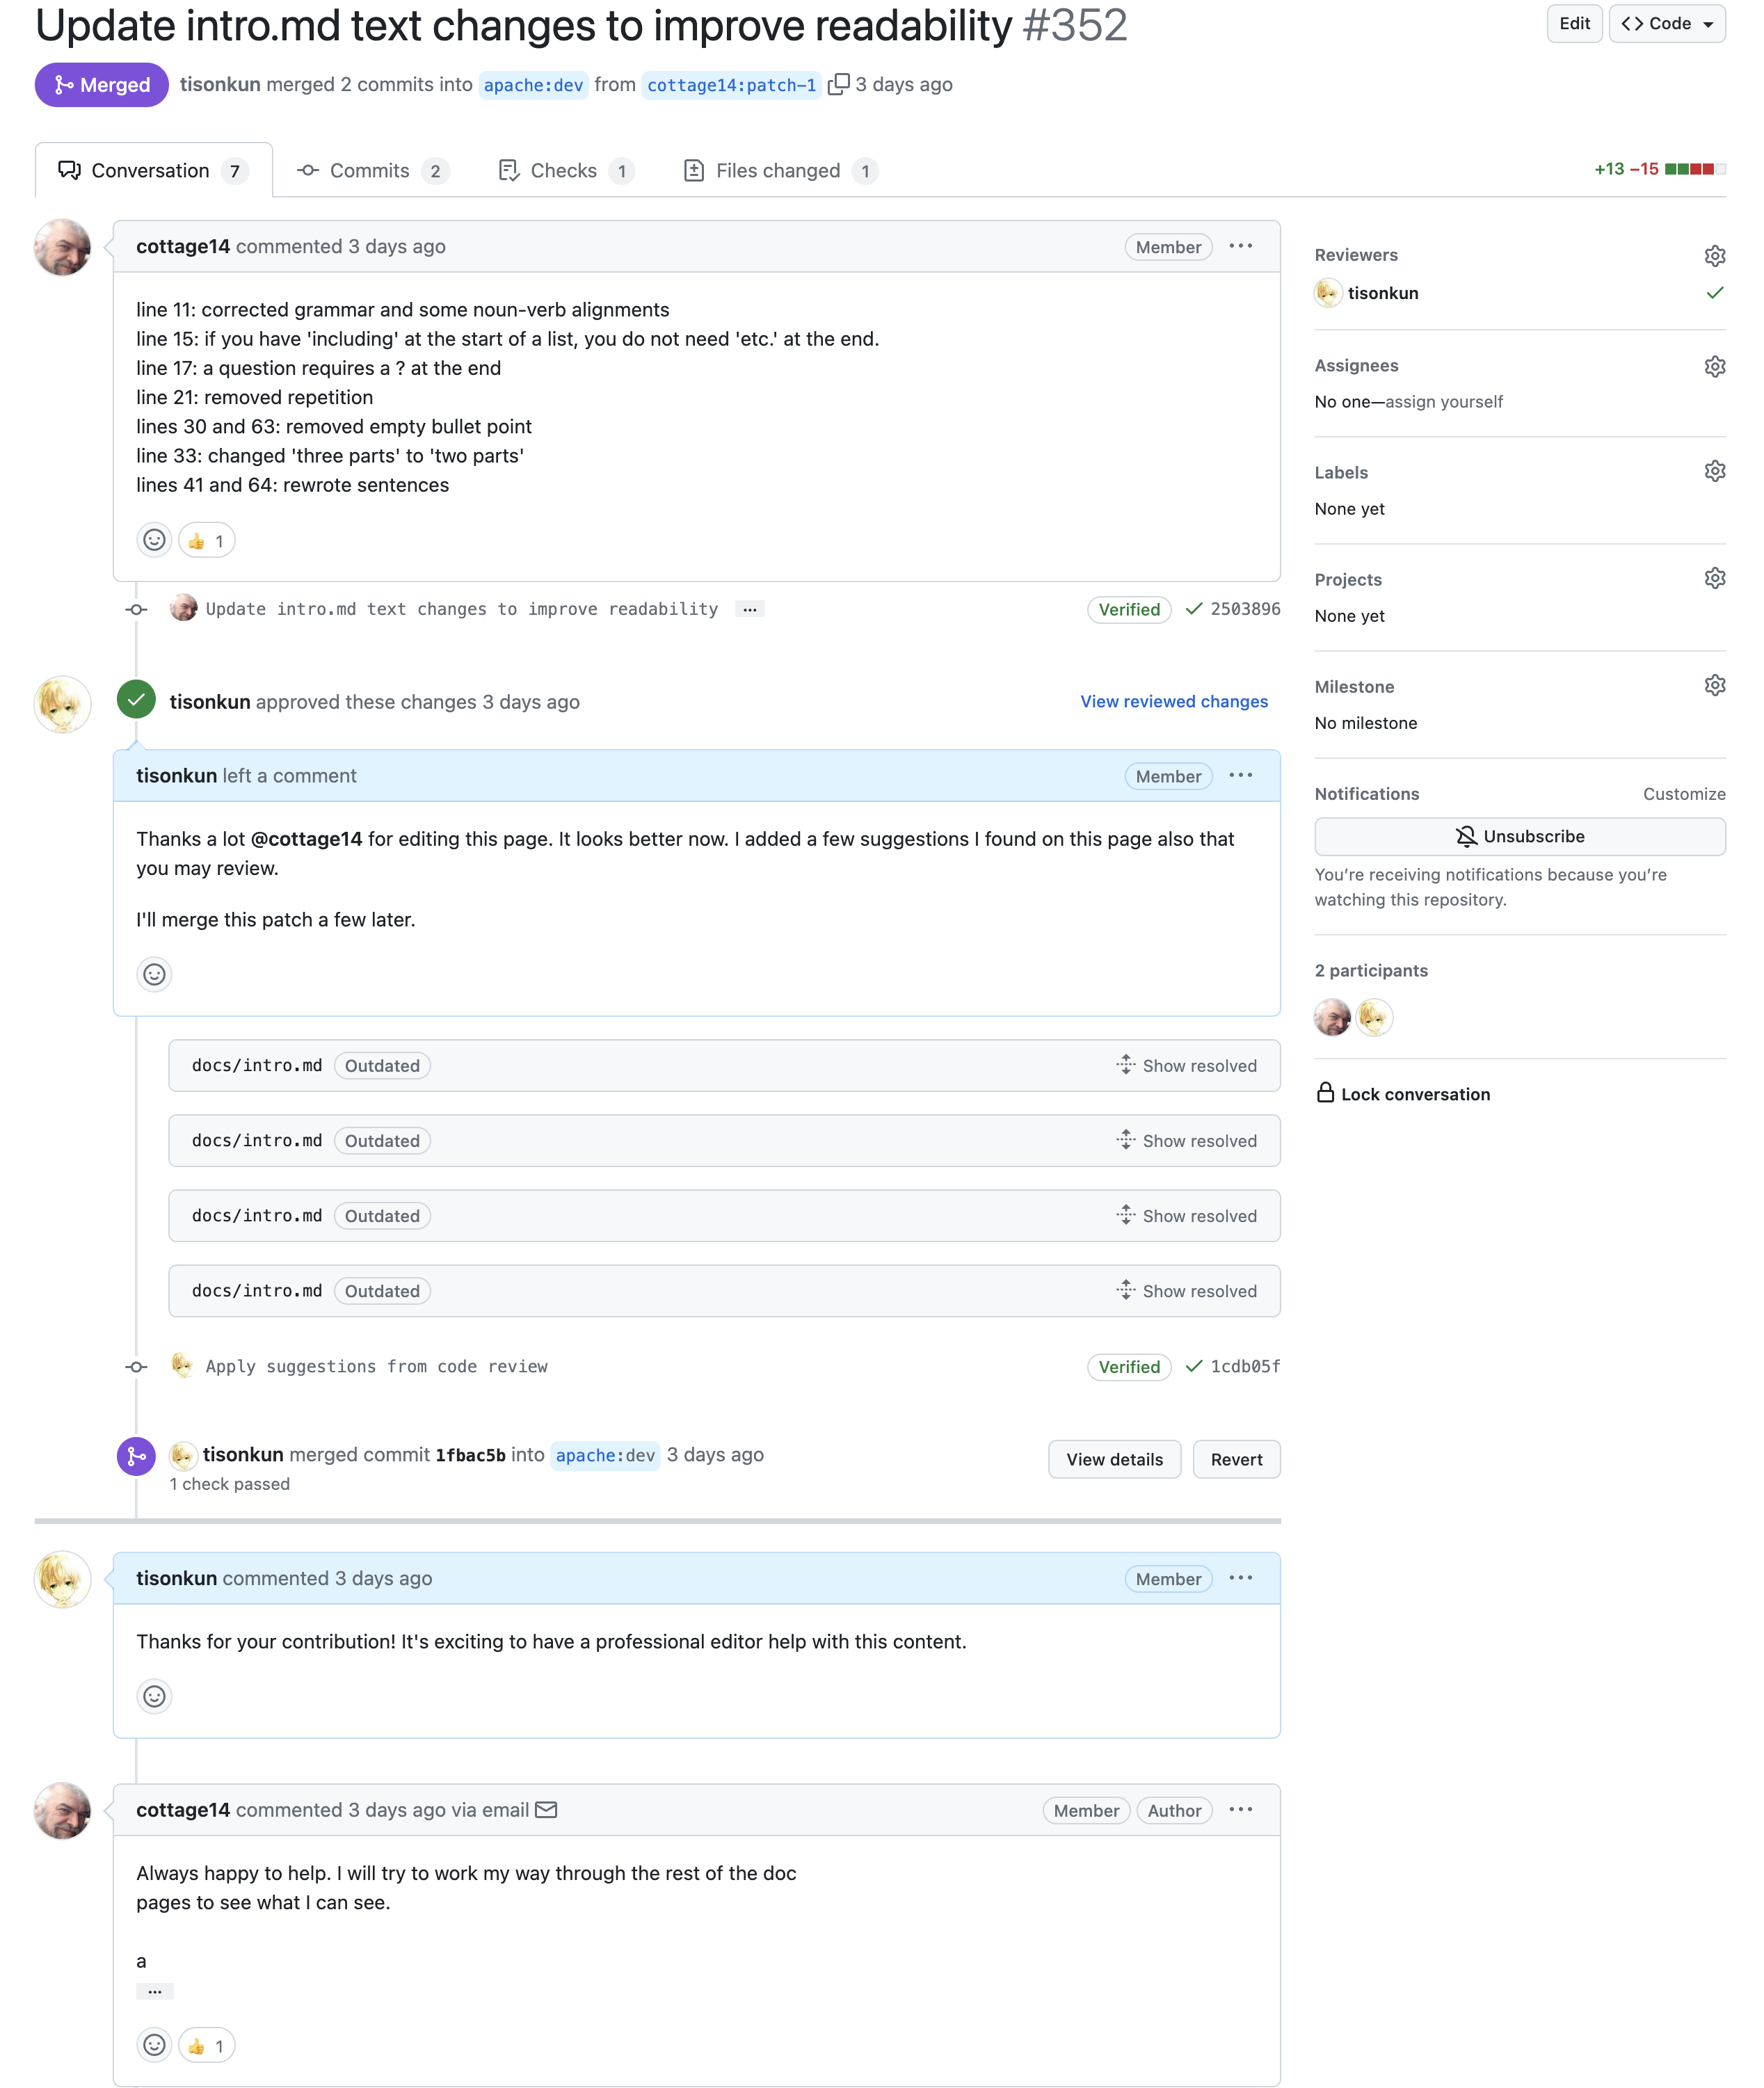 Update intro.md text changes to improve readability #352
Edit
Code
Merged
tisonkun merged 2 commits into apache:dev from cottage14:patch-1 3 days ago
Conversation 7
Commits 2
Checks 1
Files changed 1
+13 −15
cottage14 commented 3 days ago
Member
line 11: corrected grammar and some noun-verb alignments
line 15: if you have 'including' at the start of a list, you do not need 'etc.' at the end.
line 17: a question requires a ? at the end
line 21: removed repetition
lines 30 and 63: removed empty bullet point
line 33: changed 'three parts' to 'two parts'
lines 41 and 64: rewrote sentences
👍 1
Update intro.md text changes to improve readability ...
Verified
2503896
tisonkun approved these changes 3 days ago
View reviewed changes
tisonkun left a comment
Member
Thanks a lot @cottage14 for editing this page. It looks better now. I added a few suggestions I found on this page also that
you may review.
I'll merge this patch a few later.
docs/intro.md Outdated Show resolved
docs/intro.md Outdated Show resolved
docs/intro.md Outdated Show resolved
docs/intro.md Outdated Show resolved
Apply suggestions from code review
Verified
1cdb05f
tisonkun merged commit 1fbac5b into apache:dev 3 days ago
1 check passed
View details
Revert
tisonkun commented 3 days ago
Member
Thanks for your contribution! It's exciting to have a professional editor help with this content.
cottage14 commented 3 days ago via email
Member
Author
Always happy to help. I will try to work my way through the rest of the doc
pages to see what I can see.
a
...
👍 1
Reviewers
tisonkun
Assignees
No one—assign yourself
Labels
None yet
Projects
None yet
Milestone
No milestone
Notifications
Customize
Unsubscribe
You're receiving notifications because you're
watching this repository.
2 participants
Lock conversation